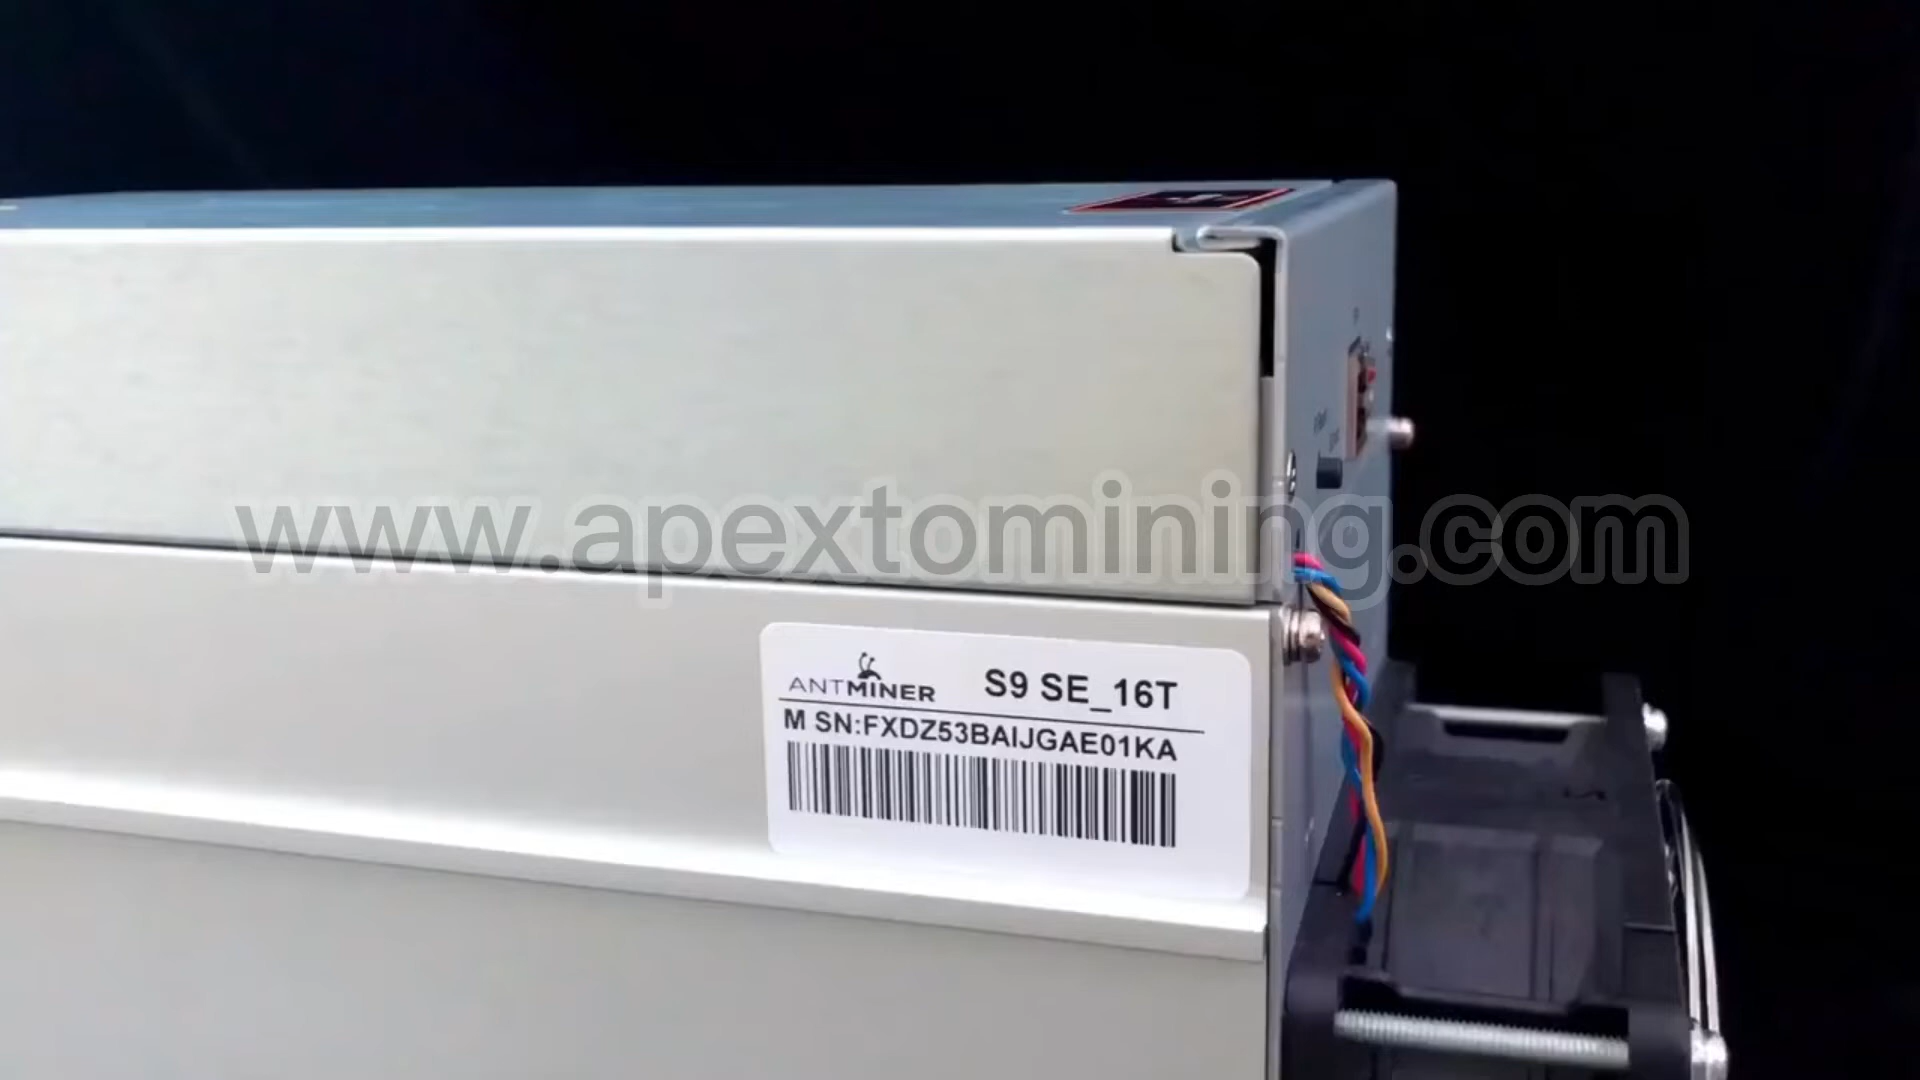 www.apextomining.com
ANTMINER S9 SE_16T
M SN:FXDZ53BAIJGAE01KA